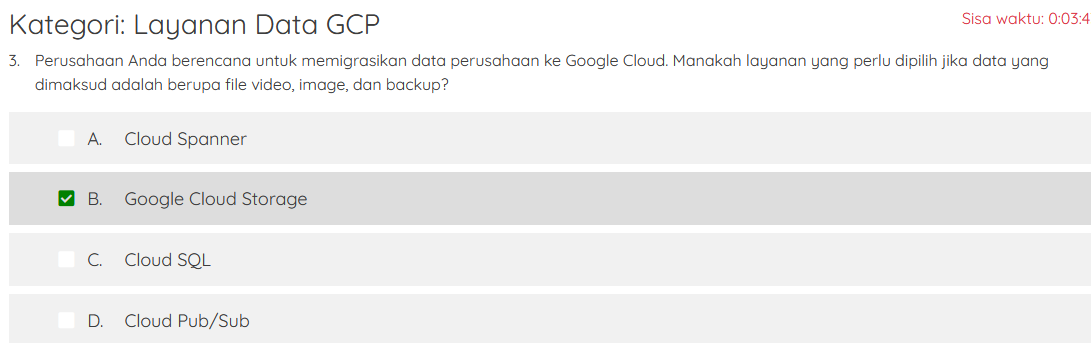 Kategori: Layanan Data GCP
Sisa waktu: 0:03:4
3. Perusahaan Anda berencana untuk memigrasikan data perusahaan ke Google Cloud. Manakah layanan yang perlu dipilih jika data yang
dimaksud adalah berupa file video, image, dan backup?
A. Cloud Spanner
B. Google Cloud Storage
C. Cloud SQL
D. Cloud Pub/Sub